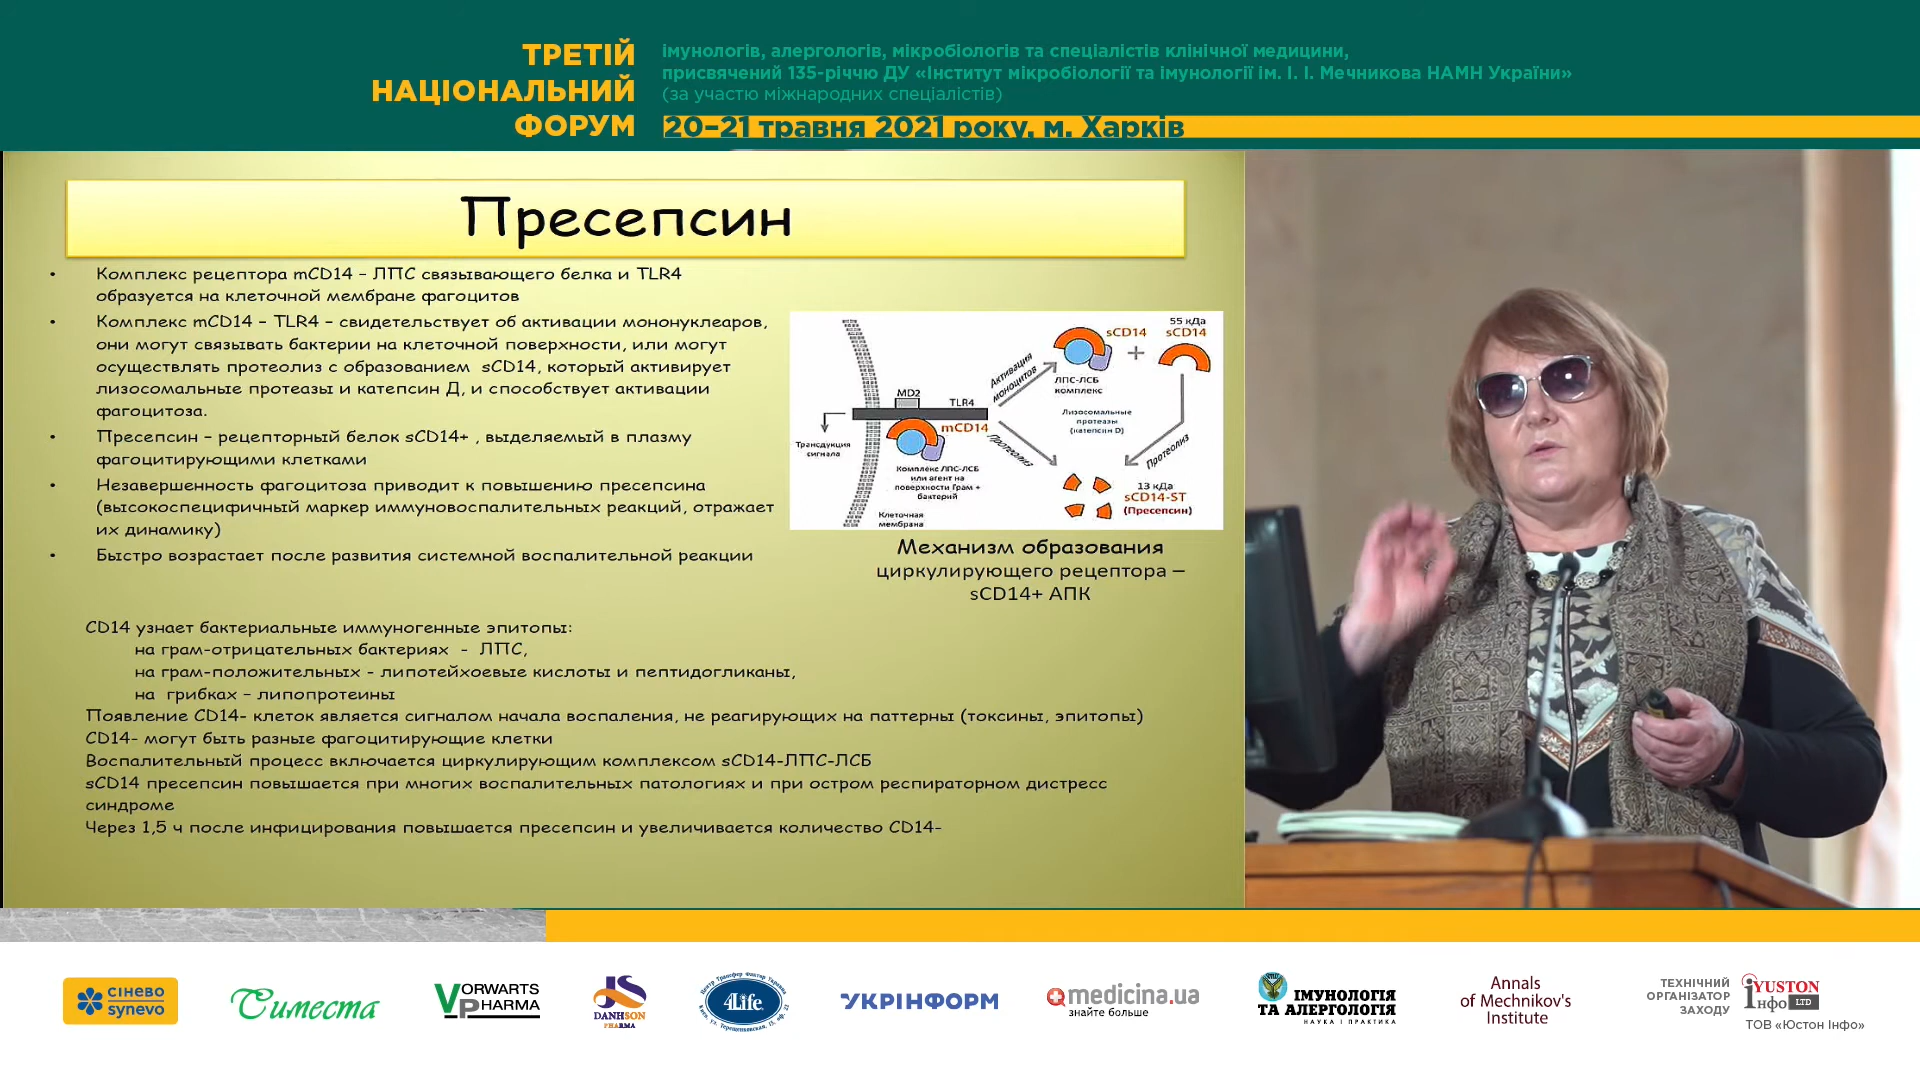 ТРЕТІЙ
НАЦІОНАЛЬНИЙ
ФОРУМ
імунологів, алергологів, мікробіологів та спеціалістів клінічної медицини,
присвячений 135-річчю ДУ «Інститут мікробіології та імунології ім. І. І. Мечникова НАМН України»
(за участю міжнародних спеціалістів)
20–21 травня 2021 року, м. Харків
Пресепсин
• Комплекс рецептора mCD14 – ЛПС связывающего белка и TLR4
образуется на клеточной мембране фагоцитов
• Комплекс mCD14 – TLR4 – свидетельствует об активации мононуклеаров,
они могут связывать бактерии на клеточной поверхности, или могут
осуществлять протеолиз с образованием sCD14, который активирует
лизосомальные протеазы и катепсин Д, и способствует активации
фагоцитоза.
• Пресепсин – рецепторный белок sCD14+ , выделяемый в плазму
фагоцитирующими клетками
• Незавершенность фагоцитоза приводит к повышению пресепсина
(высокоспецифичный маркер иммуновоспалительных реакций, отражает
их динамику)
• Быстро возрастает после развития системной воспалительной реакции
MD2
TLR4
mCD14
Трансдукция
сигнала
Комплекс ЛПС-ЛСБ
или агент на
поверхности Грам +
бактерий
Клеточная
мембрана
Активация
моноцитов
Протеолиз
sCD14
+
55 кДа
sCD14
ЛПС-ЛСБ
комплекс
Лизосомальные
протеазы
(катепсин D)
Протеолиз
13 кДа
sCD14-ST
(Пресепсин)
Механизм образования
циркулирующего рецептора –
sCD14+ АПК
CD14 узнает бактериальные иммуногенные эпитопы:
на грам-отрицательных бактериях - ЛПС,
на грам-положительных - липотейхоевые кислоты и пептидогликаны,
на грибках – липопротеины
Появление CD14- клеток является сигналом начала воспаления, не реагирующих на паттерны (токсины, эпитопы)
CD14- могут быть разные фагоцитирующие клетки
Воспалительный процесс включается циркулирующим комплексом sCD14-ЛПС-ЛСБ
sCD14 пресепсин повышается при многих воспалительных патологиях и при остром респираторном дистресс
синдроме
Через 1,5 ч после инфицирования повышается пресепсин и увеличивается количество CD14-
СІНЕВО
synevo
Симеста
VORWARTS
PHARMA
DANHSON
PHARMA
4Life
УКРІНФОРМ
medicina.ua
знайте больше
ІМУНОЛОГІЯ
ТА АЛЕРГОЛОГІЯ
НАУКА І ПРАКТИКА
Annals
of Mechnikov's
Institute
ТЕХНІЧНИЙ
ОРГАНІЗАТОР
ЗАХОДУ
iYUSTON
iнфо LTD
ТОВ «Юстон Інфо»